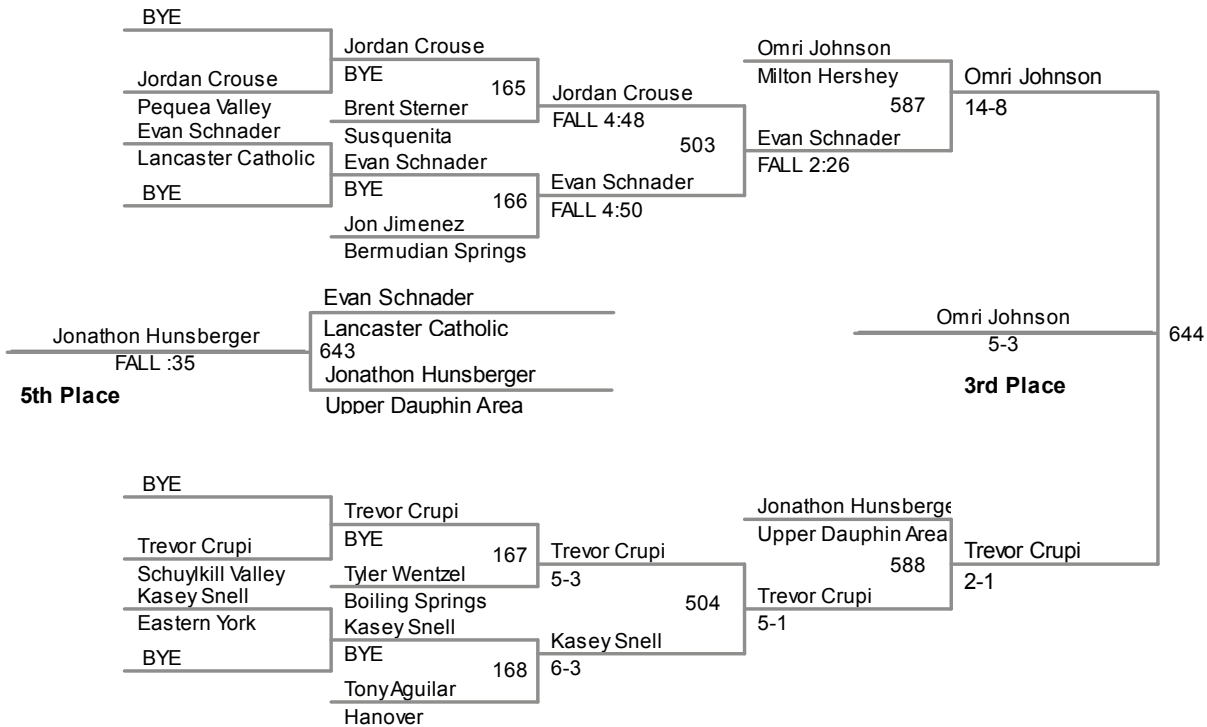 BYE
Jordan Crouse
Pequea Valley
Evan Schnader
Lancaster Catholic
BYE
Jordan Crouse
BYE
165
Brent Sterner
Susquenita
Evan Schnader
BYE
166
Jon Jimenez
Bermudian Springs
Jordan Crouse
FALL 4:48
503
Evan Schnader
FALL 4:50
Omri Johnson
Milton Hershey
587
Evan Schnader
FALL 2:26
Omri Johnson
14-8
Jonathon Hunsberger
FALL :35
5th Place
Evan Schnader
Lancaster Catholic
643
Jonathon Hunsberger
Upper Dauphin Area
Omri Johnson
5-3
3rd Place
644
BYE
Trevor Crupi
Schuylkill Valley
Kasey Snell
Eastern York
BYE
Trevor Crupi
BYE
167
Tyler Wentzel
Boiling Springs
Kasey Snell
BYE
168
Tony Aguilar
Hanover
Trevor Crupi
5-3
504
Kasey Snell
6-3
Jonathon Hunsberge
Upper Dauphin Area
588
Trevor Crupi
5-1
Trevor Crupi
2-1